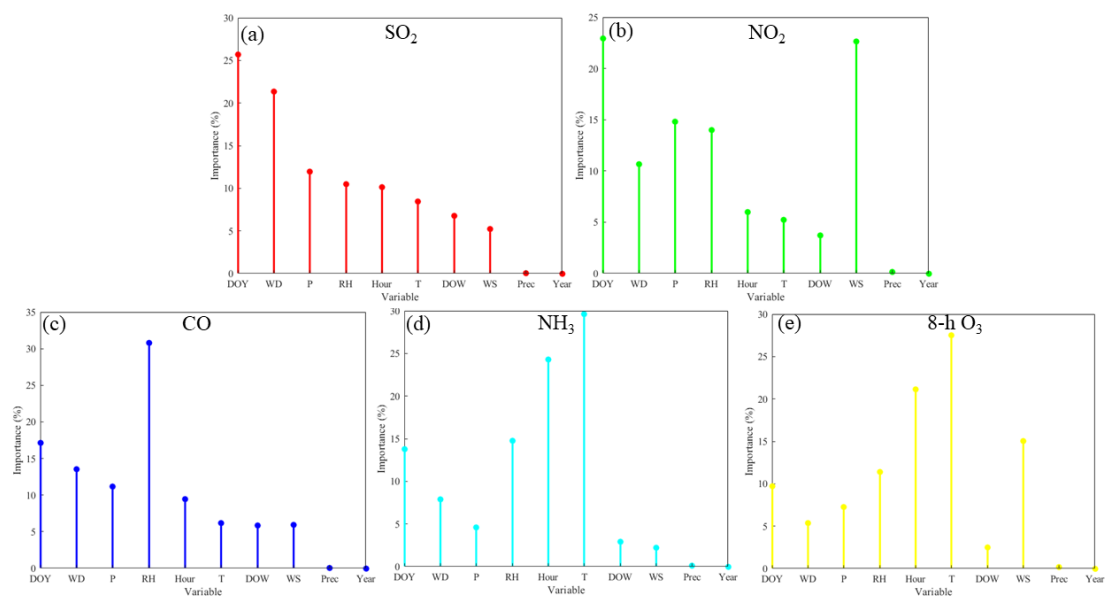 (a) SO₂
30
25
20
15
10
5
0
Importance (%)
DOY WD P RH Hour T DOW WS Prec Year
Variable
(b) NO₂
25
20
15
10
5
0
Importance (%)
DOY WD P RH Hour T DOW WS Prec Year
Variable
(c) CO
35
30
25
20
15
10
5
0
Importance (%)
DOY WD P RH Hour T DOW WS Prec Year
Variable
(d) NH₃
30
25
20
15
10
5
0
Importance (%)
DOY WD P RH Hour T DOW WS Prec Year
Variable
(e) 8-h O₃
30
25
20
15
10
5
0
Importance (%)
DOY WD P RH Hour T DOW WS Prec Year
Variable